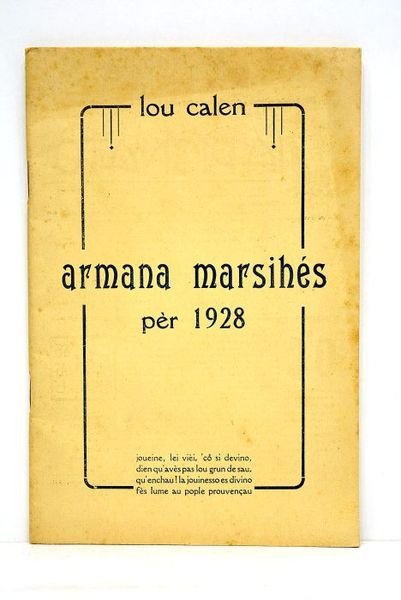 lou calen
armana marsihés
pèr 1928
joueine, lei vièi, 'cò si devino,
dien qu'avès pas lou grun de sau,
qu'enchau! la jouinesso es divino
fès lume au pople prouvençau